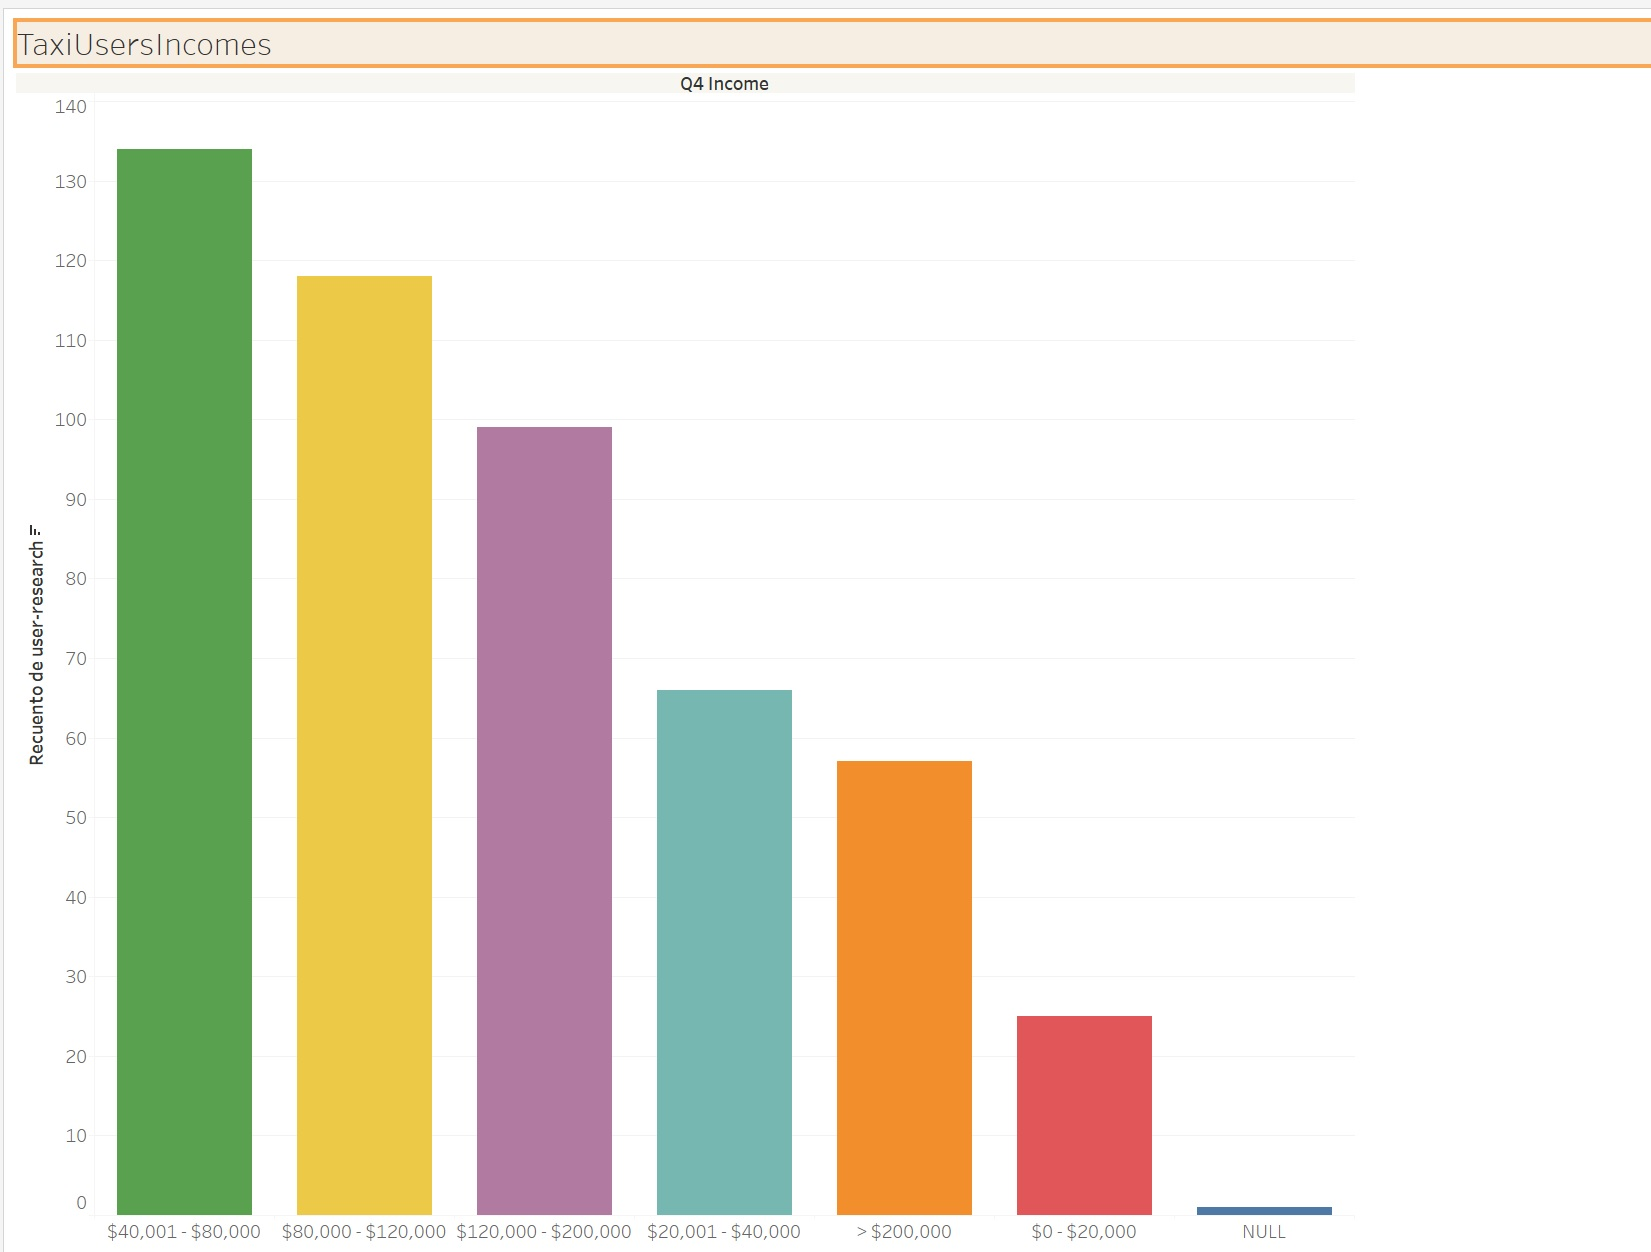 TaxiUsersIncomes
Q4 Income
Recuento de user-research
140
130
120
110
100
90
80
70
60
50
40
30
20
10
0
$40,001 - $80,000
$80,000 - $120,000
$120,000 - $200,000
$20,001 - $40,000
> $200,000
$0 - $20,000
NULL